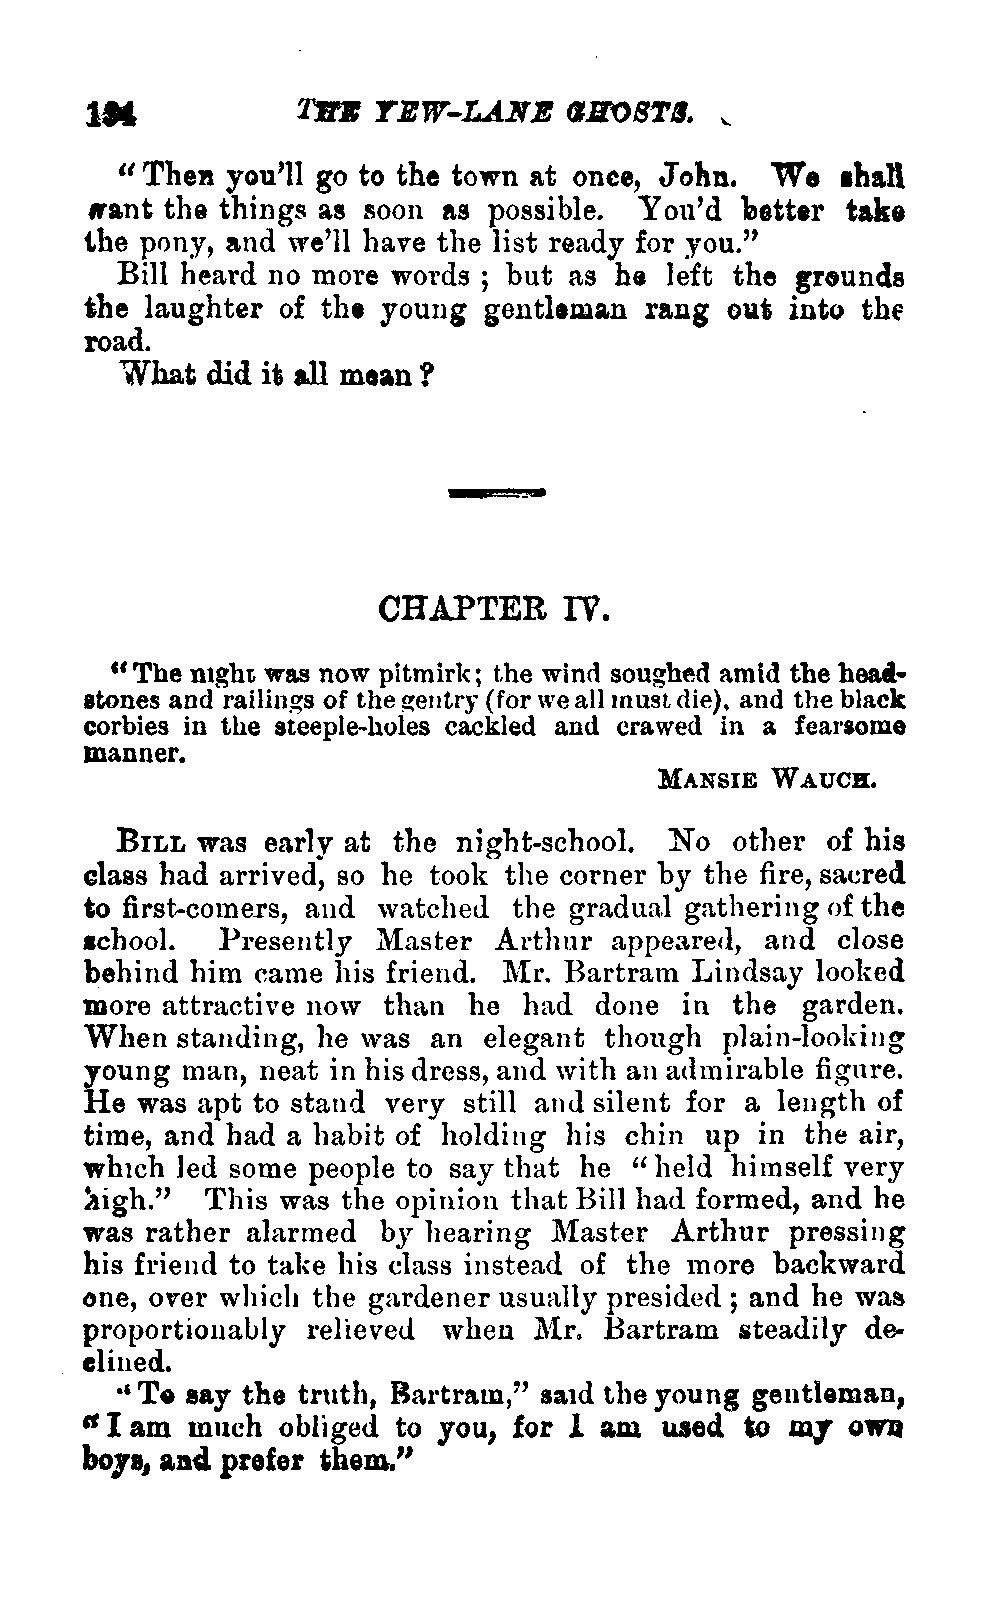 194 THE YEW-LANE GHOSTS.
"Then you'll go to the town at once, John. We shall
want the things as soon as possible. You'd better take
the pony, and we'll have the list ready for you."
Bill heard no more words; but as he left the grounds
the laughter of the young gentleman rang out into the
road.
What did it all mean?
CHAPTER IV.
"The night was now pitmirk; the wind soughed amid the head-
stones and railings of the gentry (for we all must die), and the black
corbies in the steeple-holes cackled and crawed in a fearsome
manner.
MANSIE WAUCH.
BILL was early at the night-school. No other of his
class had arrived, so he took the corner by the fire, sacred
to first-comers, and watched the gradual gathering of the
school. Presently Master Arthur appeared, and close
behind him came his friend. Mr. Bartram Lindsay looked
more attractive now than he had done in the garden.
When standing, he was an elegant though plain-looking
young man, neat in his dress, and with an admirable figure.
He was apt to stand very still and silent for a length of
time, and had a habit of holding his chin up in the air,
which led some people to say that he "held himself very
high." This was the opinion that Bill had formed, and he
was rather alarmed by hearing Master Arthur pressing
his friend to take his class instead of the more backward
one, over which the gardener usually presided; and he was
proportionably relieved when Mr. Bartram steadily de-
clined.
"To say the truth, Bartram," said the young gentleman,
"I am much obliged to you, for I am used to my own
boys, and prefer them."